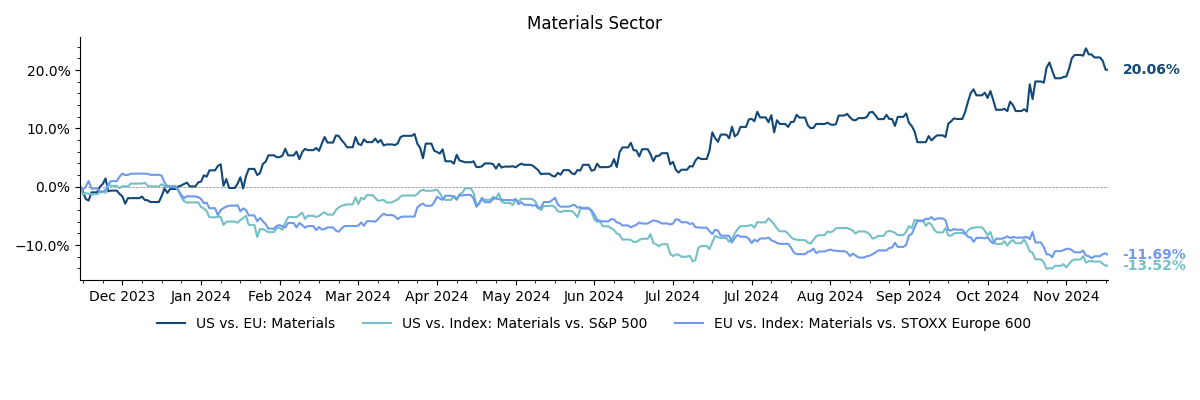 Materials Sector
20.0%
10.0%
0.0%
−10.0%
20.06%
-11.69%
-13.52%
Dec 2023 Jan 2024 Feb 2024 Mar 2024 Apr 2024 May 2024 Jun 2024 Jul 2024 Jul 2024 Aug 2024 Sep 2024 Oct 2024 Nov 2024
US vs. EU: Materials US vs. Index: Materials vs. S&P 500 EU vs. Index: Materials vs. STOXX Europe 600